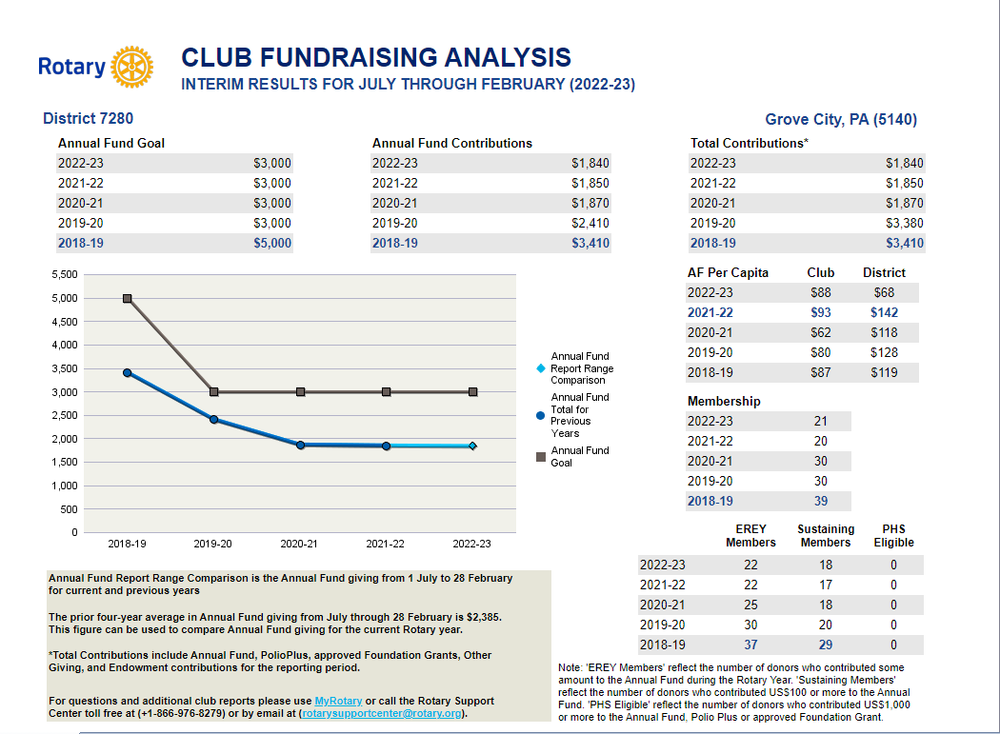 Rotary
CLUB FUNDRAISING ANALYSIS
INTERIM RESULTS FOR JULY THROUGH FEBRUARY (2022-23)
District 7280
Grove City, PA (5140)
Annual Fund Goal
2022-23 $3,000
2021-22 $3,000
2020-21 $3,000
2019-20 $3,000
2018-19 $5,000
Annual Fund Contributions
2022-23 $1,840
2021-22 $1,850
2020-21 $1,870
2019-20 $2,410
2018-19 $3,410
Total Contributions*
2022-23 $1,840
2021-22 $1,850
2020-21 $1,870
2019-20 $3,380
2018-19 $3,410
5,500
5,000
4,500
4,000
3,500
3,000
2,500
2,000
1,500
1,000
500
0
2018-19 2019-20 2020-21 2021-22 2022-23
Annual Fund
Report Range
Comparison
Annual Fund
Total for
Previous
Years
Annual Fund
Goal
AF Per Capita Club District
2022-23 $88 $68
2021-22 $93 $142
2020-21 $62 $118
2019-20 $80 $128
2018-19 $87 $119
Membership
2022-23 21
2021-22 20
2020-21 30
2019-20 30
2018-19 39
EREY Sustaining PHS
Members Members Eligible
2022-23 22 18 0
2021-22 22 17 0
2020-21 25 18 0
2019-20 30 20 0
2018-19 37 29 0
Annual Fund Report Range Comparison is the Annual Fund giving from 1 July to 28 February
for current and previous years
The prior four-year average in Annual Fund giving from July through 28 February is $2,385.
This figure can be used to compare Annual Fund giving for the current Rotary year.
*Total Contributions include Annual Fund, PolioPlus, approved Foundation Grants, Other
Giving, and Endowment contributions for the reporting period.
For questions and additional club reports please use MyRotary or call the Rotary Support
Center toll free at (+1-866-976-8279) or by email at (rotarysupportcenter@rotary.org).
Note: 'EREY Members' reflect the number of donors who contributed some
amount to the Annual Fund during the Rotary Year. 'Sustaining Members'
reflect the number of donors who contributed US$100 or more to the Annual
Fund. 'PHS Eligible' reflect the number of donors who contributed US$1,000
or more to the Annual Fund, Polio Plus or approved Foundation Grant.